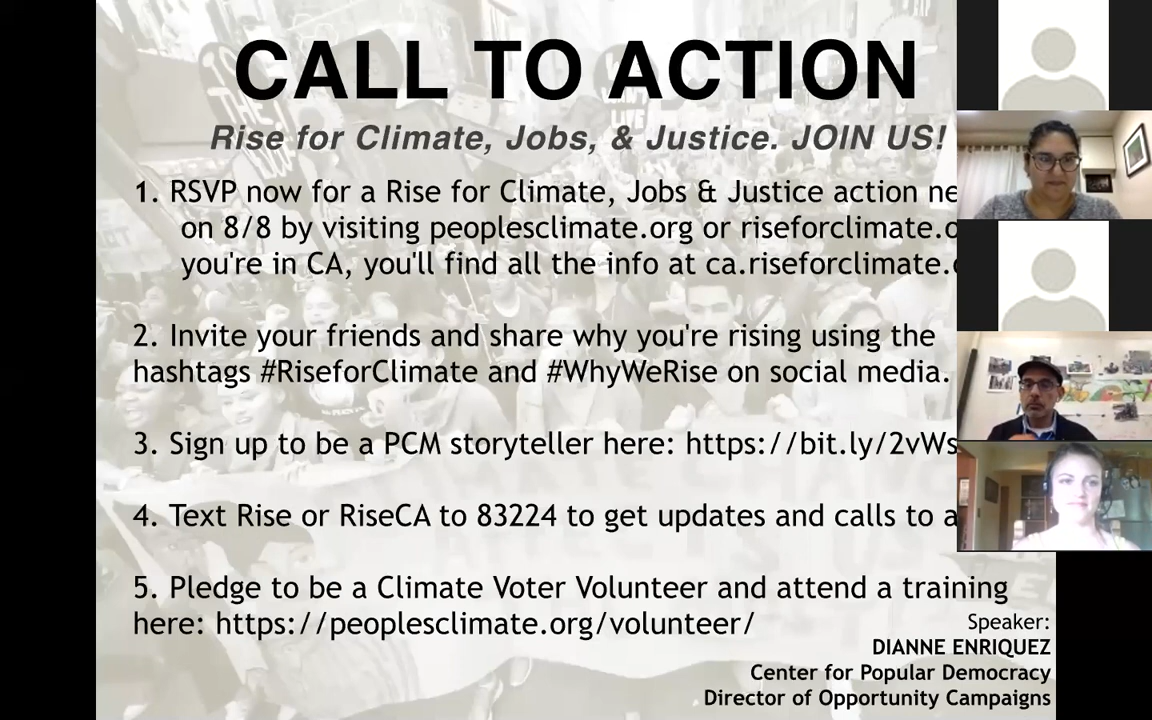 CALL TO ACTION
Rise for Climate, Jobs, & Justice. JOIN US!
1. RSVP now for a Rise for Climate, Jobs & Justice action
on 8/8 by visiting peoplesclimate.org or
you're in CA, you'll find all the info at
2. Invite your friends and share why you're rising using the
hashtags #RiseforClimate and #WhyWeRise on social media.
3. Sign up to be a PCM storyteller here: https://bit.ly/2vWs
4. Text Rise or RiseCA to 83224 to get updates and calls to
5. Pledge to be a Climate Voter Volunteer and attend a training
here: https://peoplesclimate.org/volunteer/
Speaker:
DIANNE ENRIQUEZ
Center for Popular Democracy
Director of Opportunity Campaigns